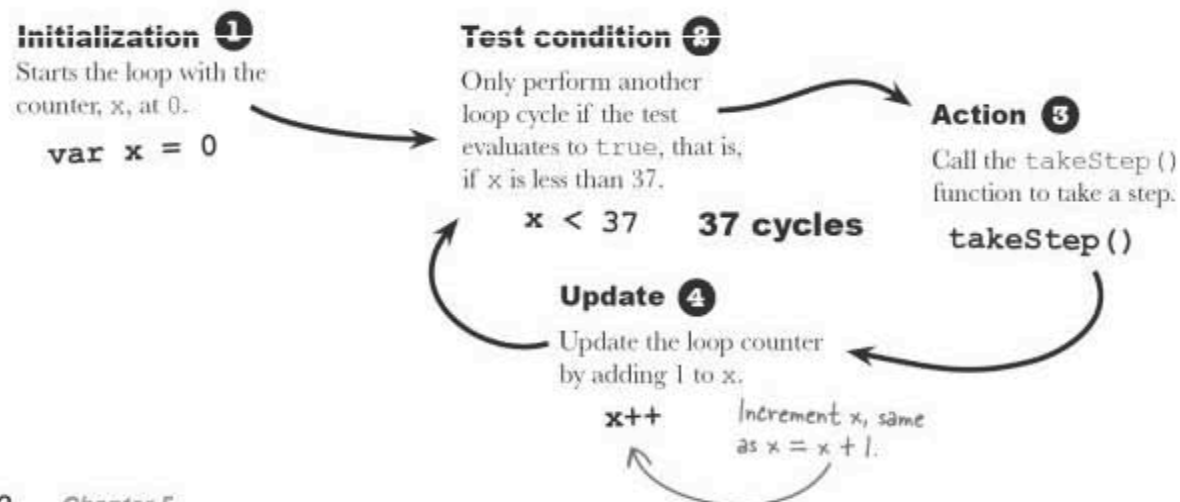 Initialization 1
Starts the loop with the
counter, x, at 0.
var x = 0
Test condition 2
Only perform another
loop cycle if the test
evaluates to true, that is,
if x is less than 37.
x < 37
37 cycles
Action 3
Call the takeStep()
function to take a step.
takeStep()
Update 4
Update the loop counter
by adding 1 to x.
x++
Increment x, same
as x = x + 1.